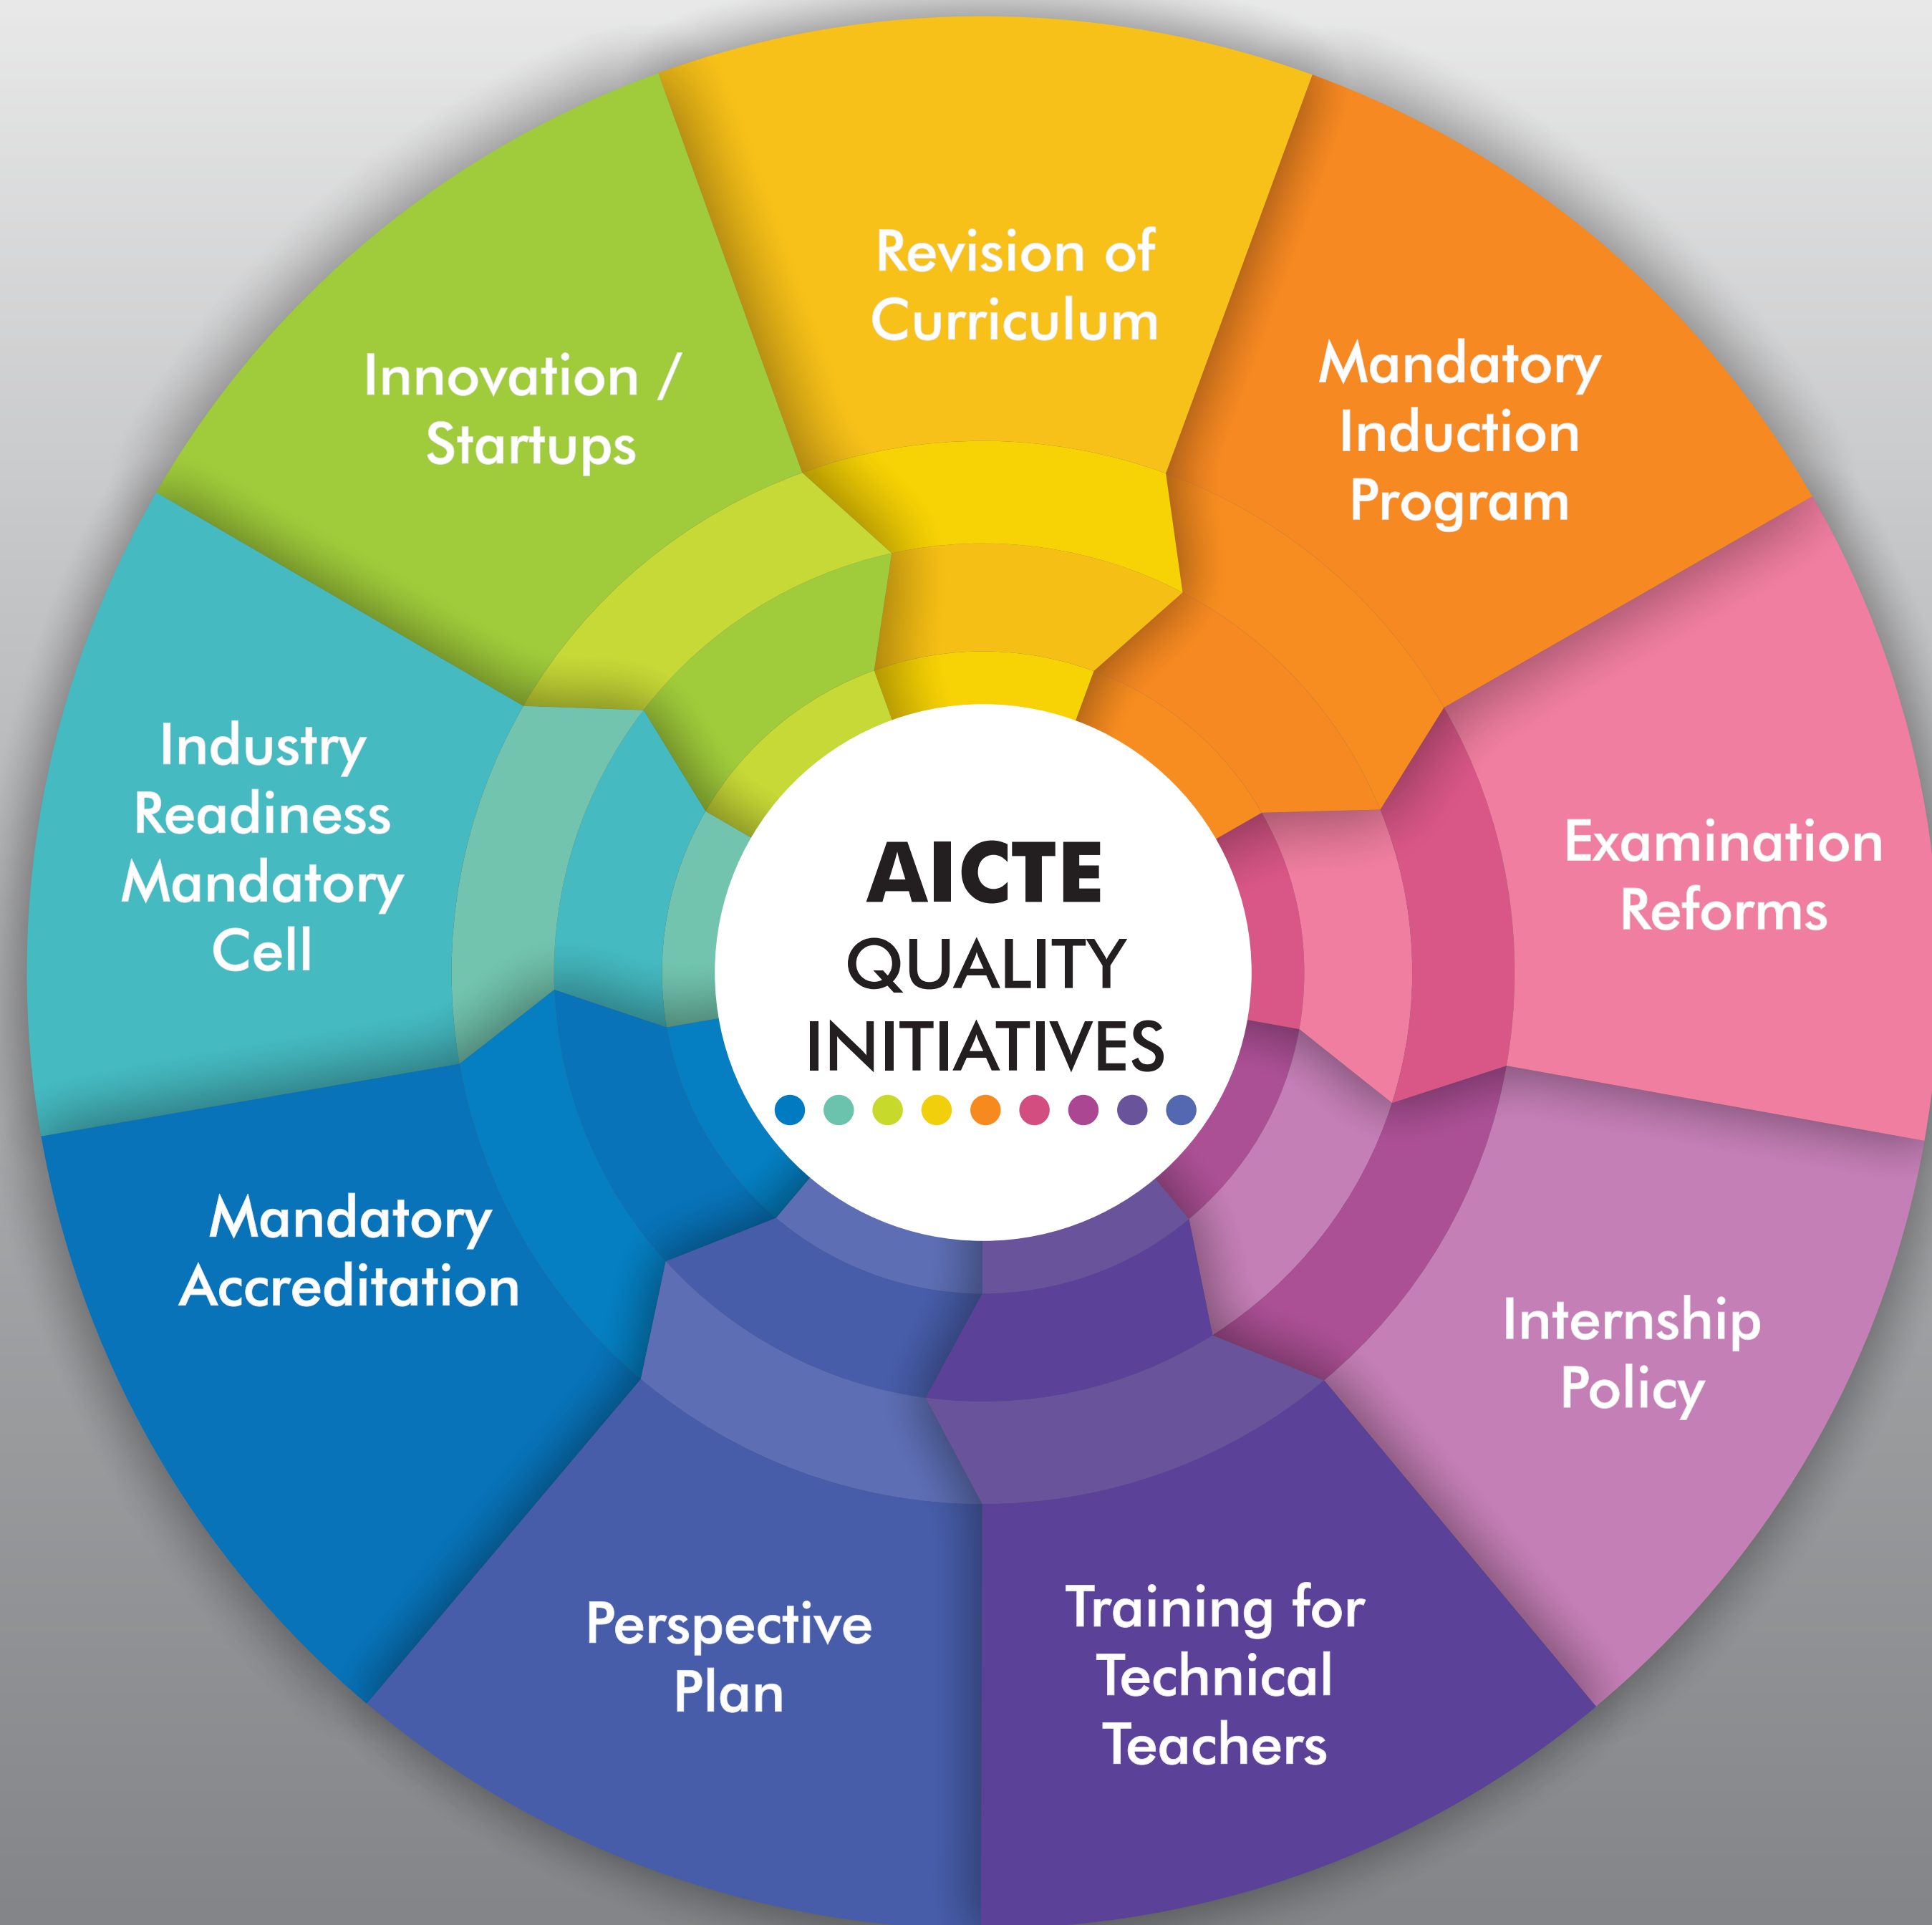 Revision of
Curriculum
Mandatory
Induction
Program
Examination
Reforms
Internship
Policy
Training for
Technical
Teachers
Perspective
Plan
Mandatory
Accreditation
Industry
Readiness
Mandatory
Cell
Innovation /
Startups
AICTE
QUALITY
INITIATIVES